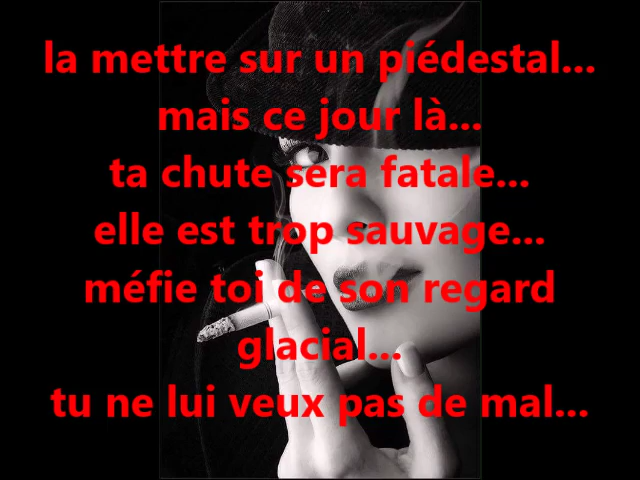 la mettre sur un piédestal...
mais ce jour là...
ta chute sera fatale...
elle est trop sauvage...
méfie toi de son regard
glacial...
tu ne lui veux pas de mal...